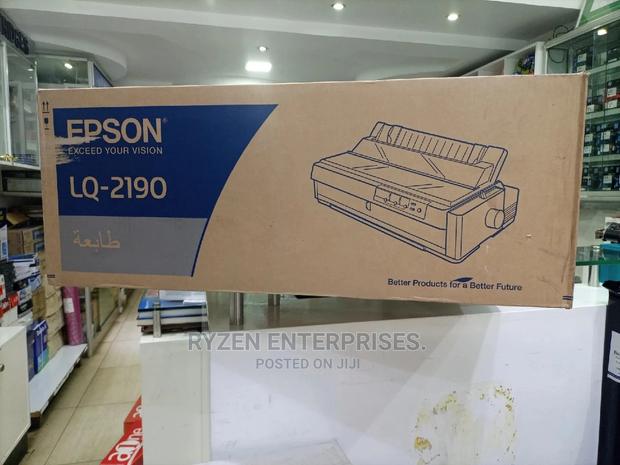 EPSON®
EXCEED YOUR VISION
LQ-2190
طابعة
Better Products for a Better Future
RYZEN ENTERPRISES.
POSTED ON JIJI